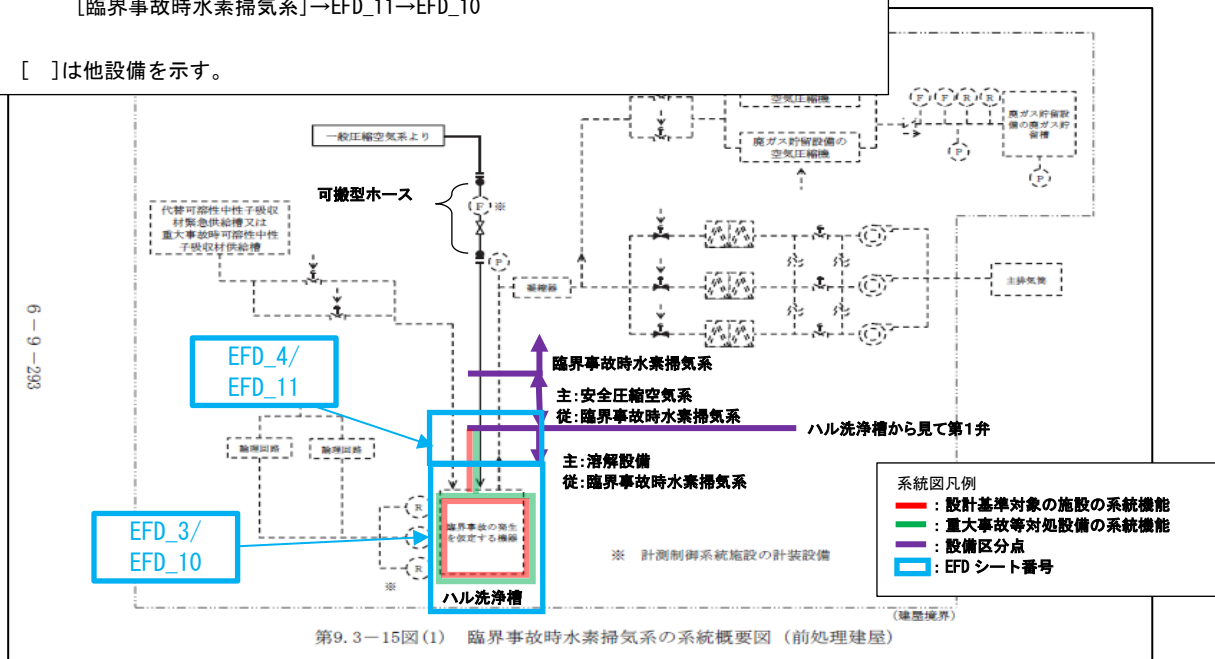 [臨界事故時水素掃気系]→EFD_11→EFD_10
[　]は他設備を示す。
空気圧縮機
廃ガス貯留設備の
空気圧縮機
F F R R
廃ガス貯留設
備の廃ガス貯
留槽
P
P
一般圧縮空気系より
可搬型ホース
F ※
代替可溶性中性子吸収
材緊急供給槽又は
重大事故時可溶性中性
子吸収材供給槽
P
凝縮器
主排気筒
6－9－293
EFD_4/
EFD_11
臨界事故時水素掃気系
主:安全圧縮空気系
従:臨界事故時水素掃気系
ハル洗浄槽から見て第1弁
主:溶解設備
従:臨界事故時水素掃気系
論理回路
論理回路
EFD_3/
EFD_10
R
R
※
臨界事故の発生
を仮定する機器
ハル洗浄槽
※　計測制御系統施設の計装設備
系統図凡例
：設計基準対象の施設の系統機能
：重大事故等対処設備の系統機能
：設備区分点
：EFDシート番号
(建屋境界)
第9.3－15図(1)　臨界事故時水素掃気系の系統概要図（前処理建屋）